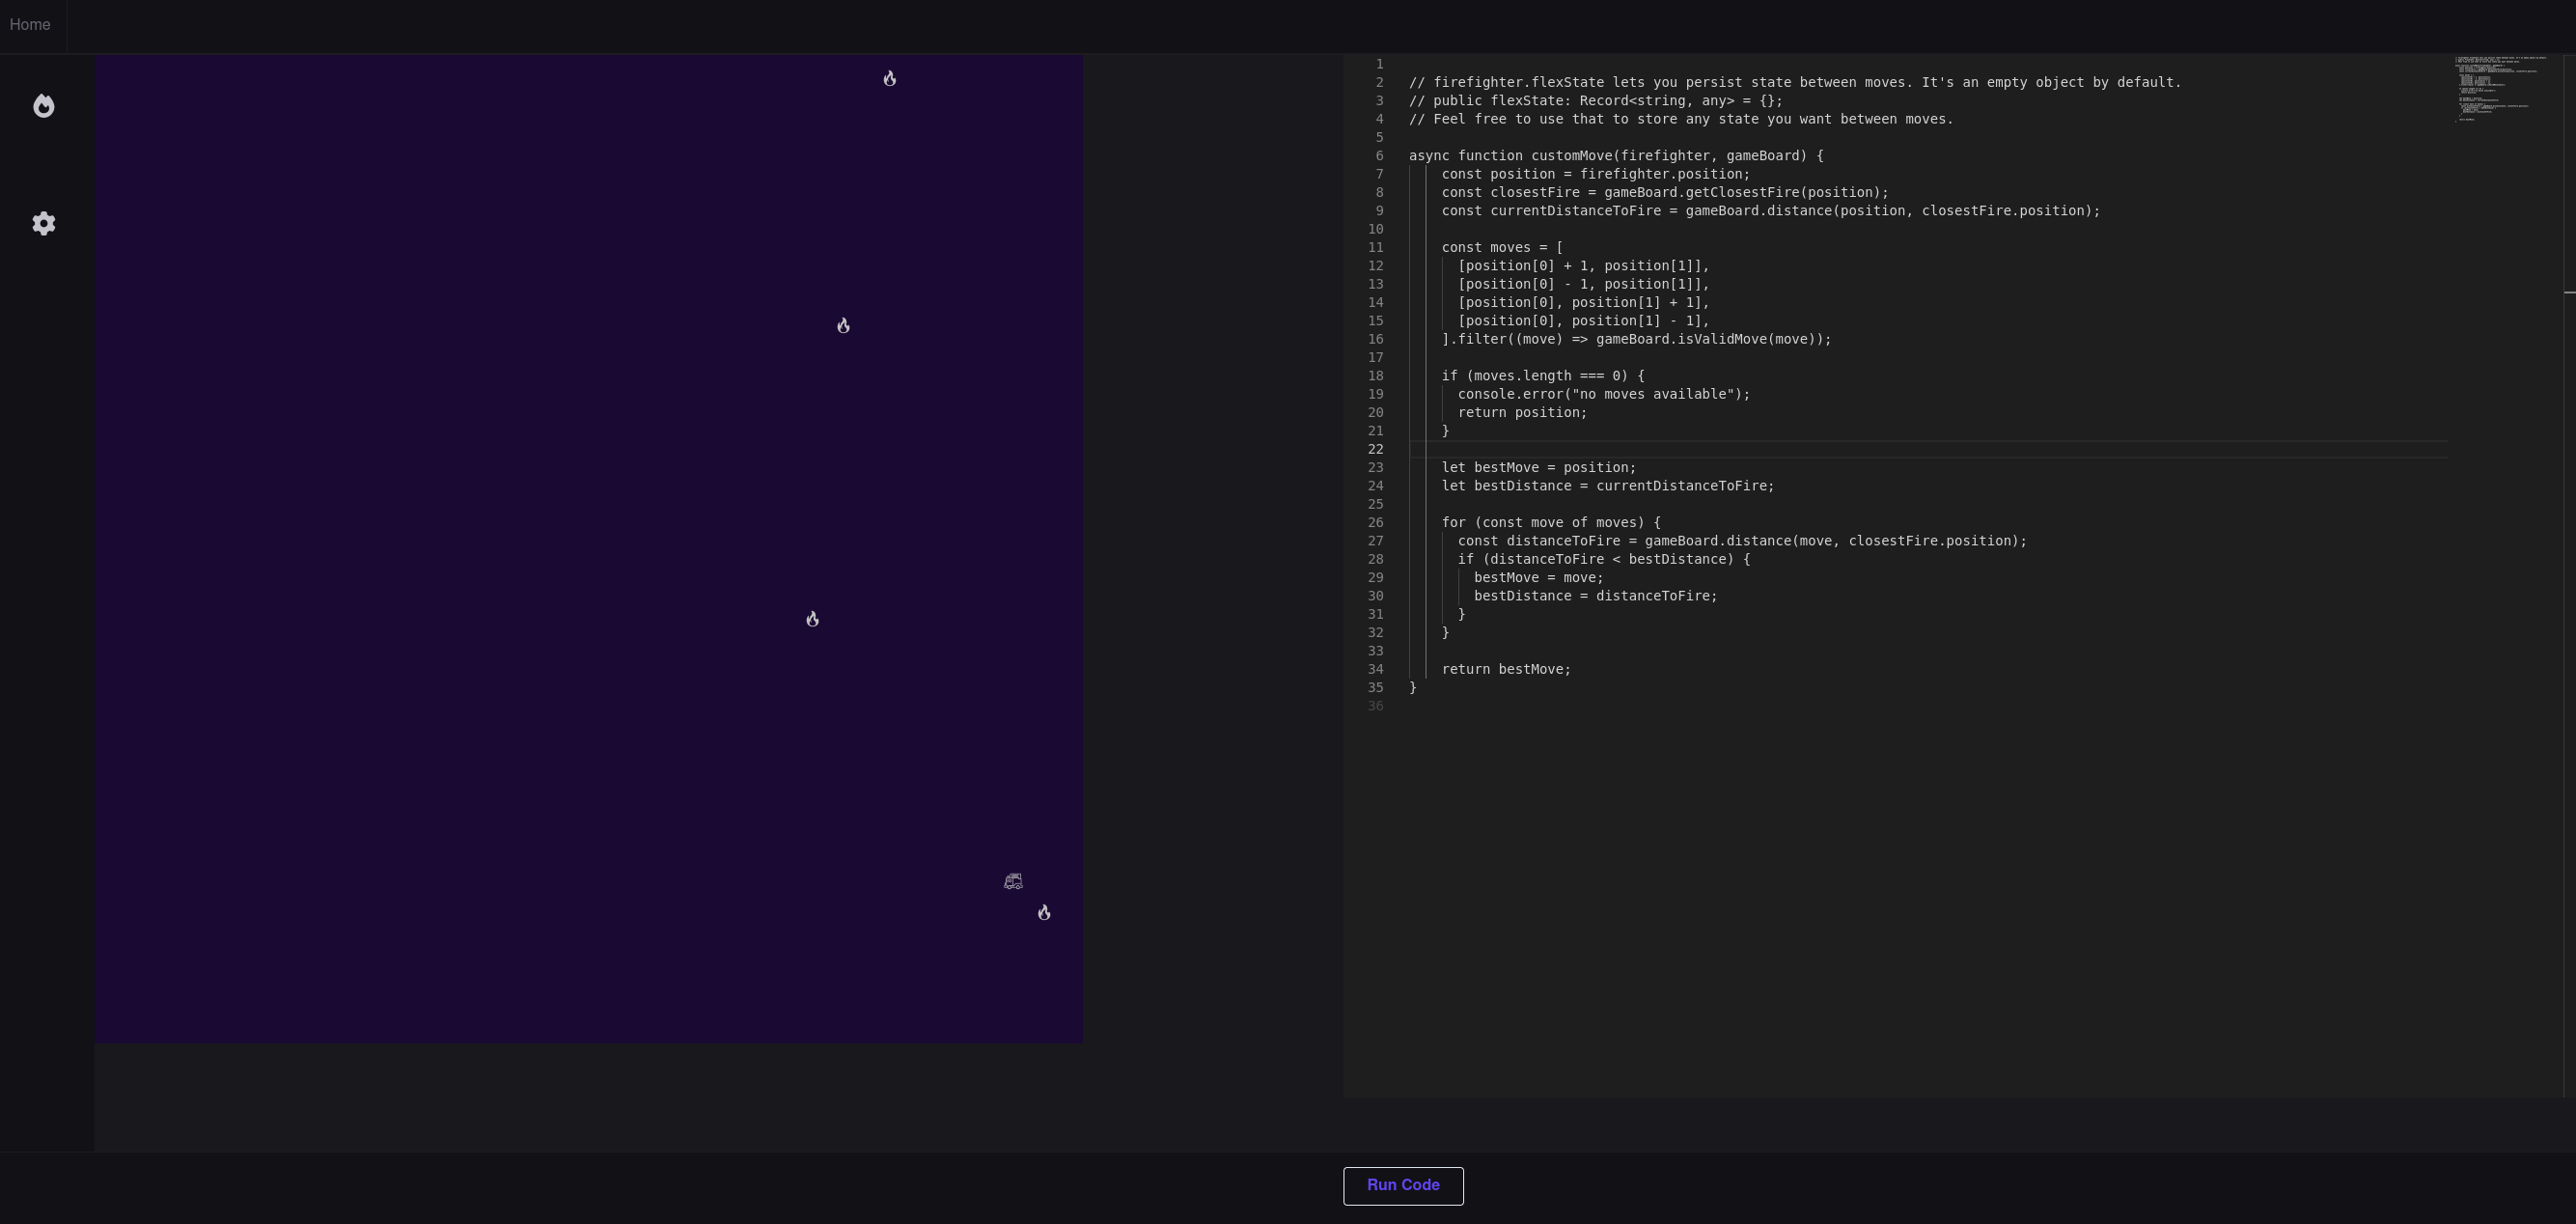 Home
1
2 // firefighter.flexState lets you persist state between moves. It's an empty object by default.
3 // public flexState: Record<string, any> = {};
4 // Feel free to use that to store any state you want between moves.
5
6 async function customMove(firefighter, gameBoard) {
7     const position = firefighter.position;
8     const closestFire = gameBoard.getClosestFire(position);
9     const currentDistanceToFire = gameBoard.distance(position, closestFire.position);
10
11     const moves = [
12       [position[0] + 1, position[1]],
13       [position[0] - 1, position[1]],
14       [position[0], position[1] + 1],
15       [position[0], position[1] - 1],
16     ].filter((move) => gameBoard.isValidMove(move));
17
18     if (moves.length === 0) {
19       console.error("no moves available");
20       return position;
21     }
22
23     let bestMove = position;
24     let bestDistance = currentDistanceToFire;
25
26     for (const move of moves) {
27       const distanceToFire = gameBoard.distance(move, closestFire.position);
28       if (distanceToFire < bestDistance) {
29         bestMove = move;
30         bestDistance = distanceToFire;
31       }
32     }
33
34     return bestMove;
35 }
36
Run Code